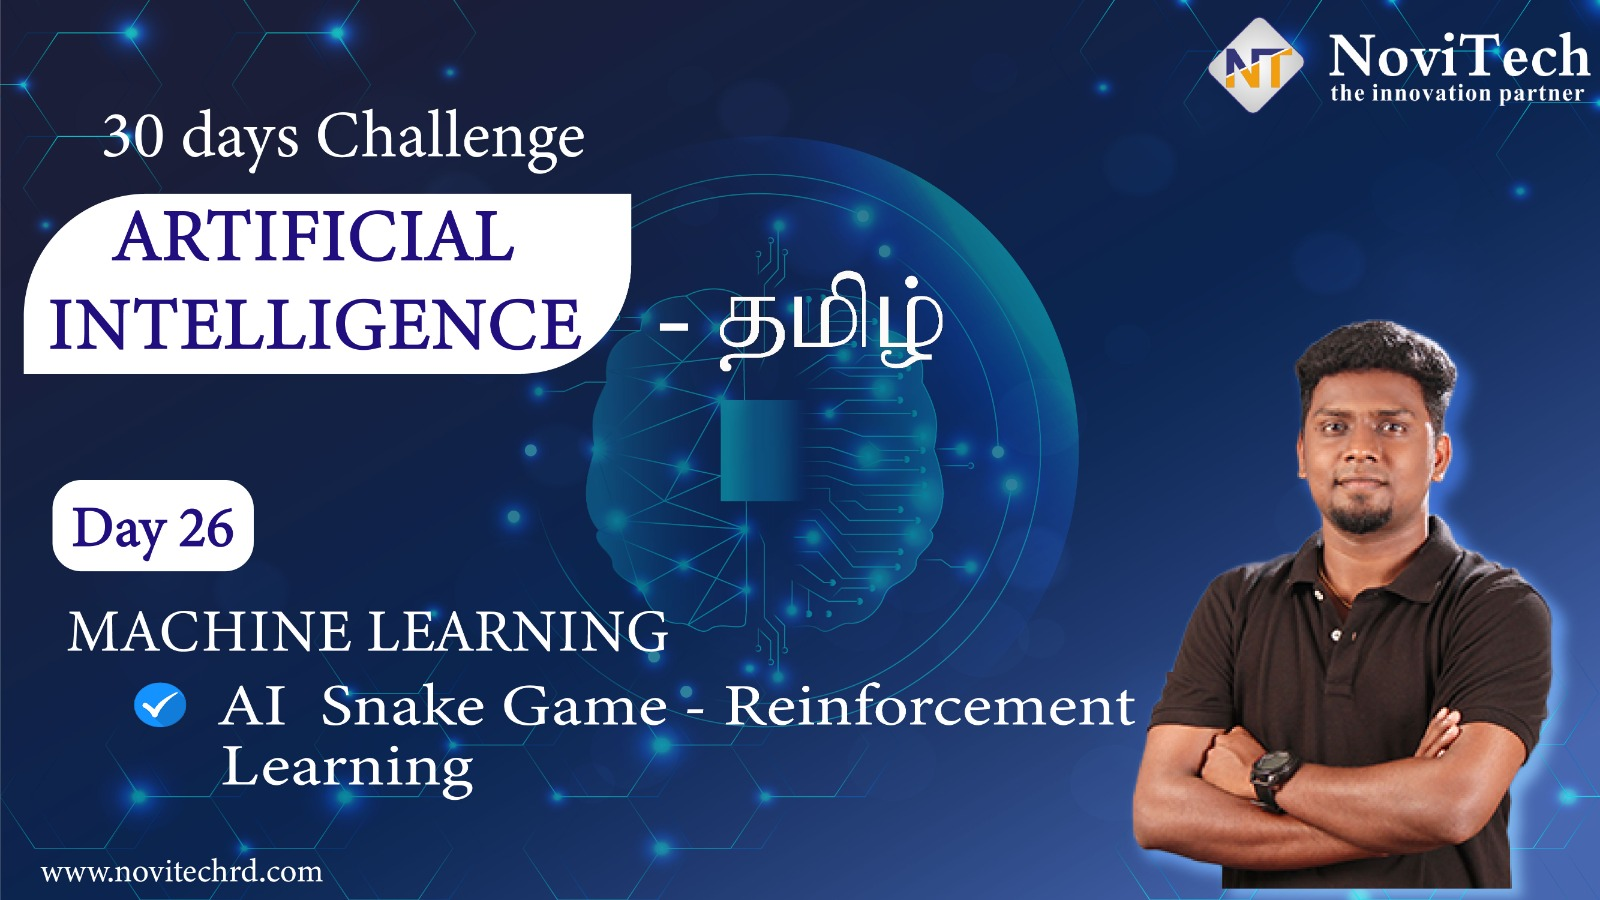 NT NoviTech
the innovation partner
30 days Challenge
ARTIFICIAL
INTELLIGENCE - தமிழ்
Day 26
MACHINE LEARNING
AI Snake Game - Reinforcement
Learning
www.novitechrd.com